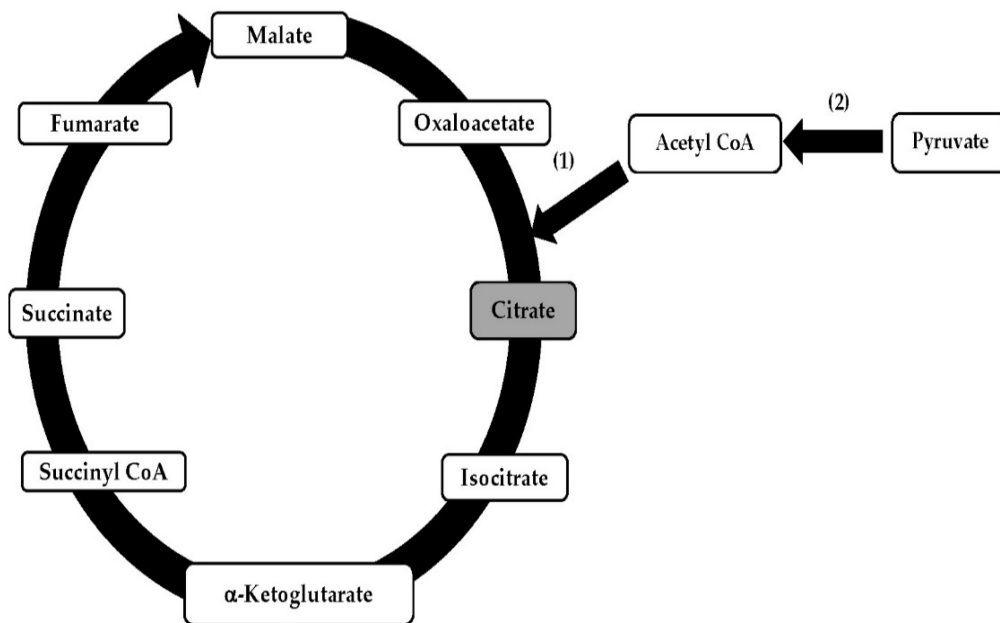 Malate
Fumarate
Oxaloacetate
(2)
Acetyl CoA
Pyruvate
(1)
Succinate
Citrate
Succinyl CoA
Isocitrate
α-Ketoglutarate